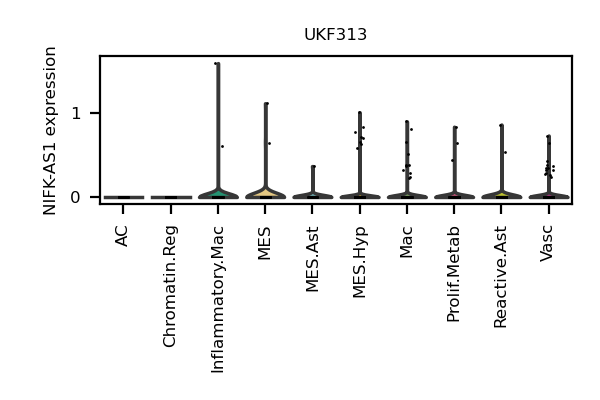 UKF313
NIFK-AS1 expression
1
0
AC
Chromatin.Reg
Inflammatory.Mac
MES
MES.Ast
MES.Hyp
Mac
Prolif.Metab
Reactive.Ast
Vasc